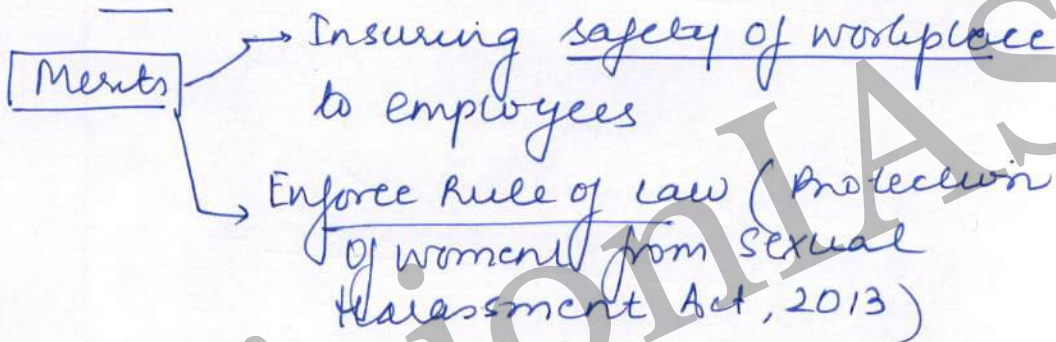 Merits → Insuring safety of workplace
to employees
→ Enforce Rule of Law (Protection
of women from Sexual
Harassment Act, 2013)